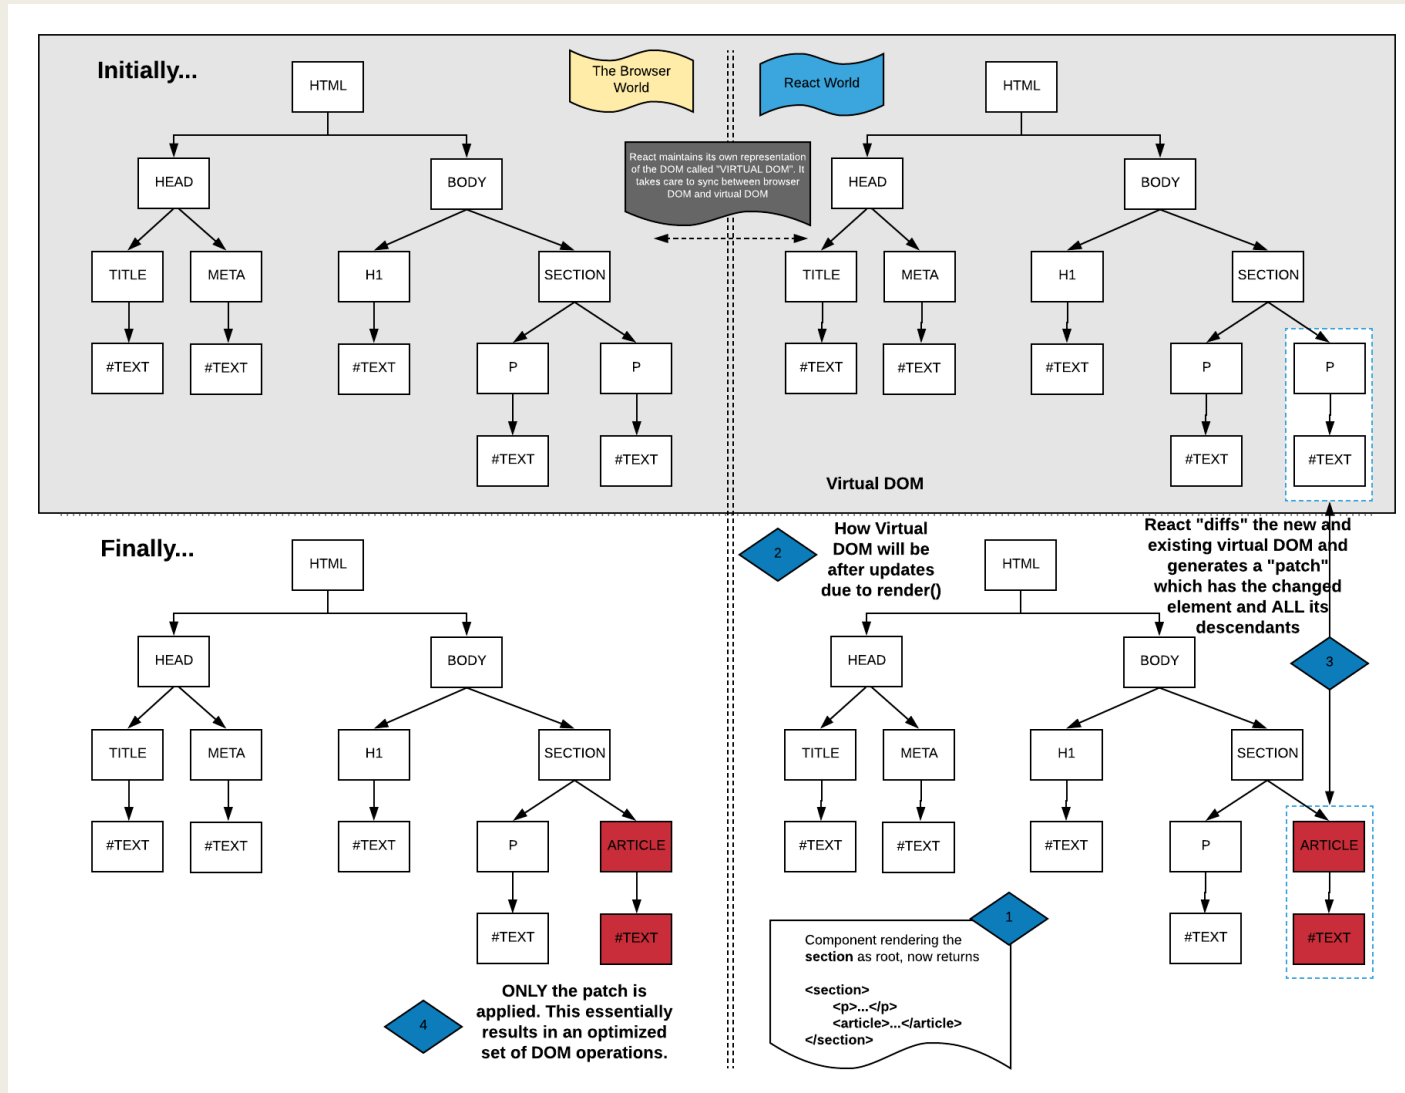 Initially...
The Browser
World
React World
HTML
HTML
React maintains its own representation
of the DOM called "VIRTUAL DOM". It
takes care to sync between browser
DOM and virtual DOM
HEAD
BODY
HEAD
BODY
TITLE
META
H1
SECTION
TITLE
META
H1
SECTION
#TEXT
#TEXT
#TEXT
P
P
#TEXT
#TEXT
#TEXT
P
P
#TEXT
#TEXT
#TEXT
#TEXT
Virtual DOM
Finally...
HTML
2
How Virtual
DOM will be
after updates
due to render()
HTML
React "diffs" the new and
existing virtual DOM and
generates a "patch"
which has the changed
element and ALL its
descendants
3
HEAD
BODY
HEAD
BODY
TITLE
META
H1
SECTION
TITLE
META
H1
SECTION
#TEXT
#TEXT
#TEXT
P
ARTICLE
#TEXT
#TEXT
#TEXT
P
ARTICLE
#TEXT
#TEXT
#TEXT
#TEXT
1
Component rendering the
section as root, now returns
<section>
<p>...</p>
<article>...</article>
</section>
4
ONLY the patch is
applied. This essentially
results in an optimized
set of DOM operations.